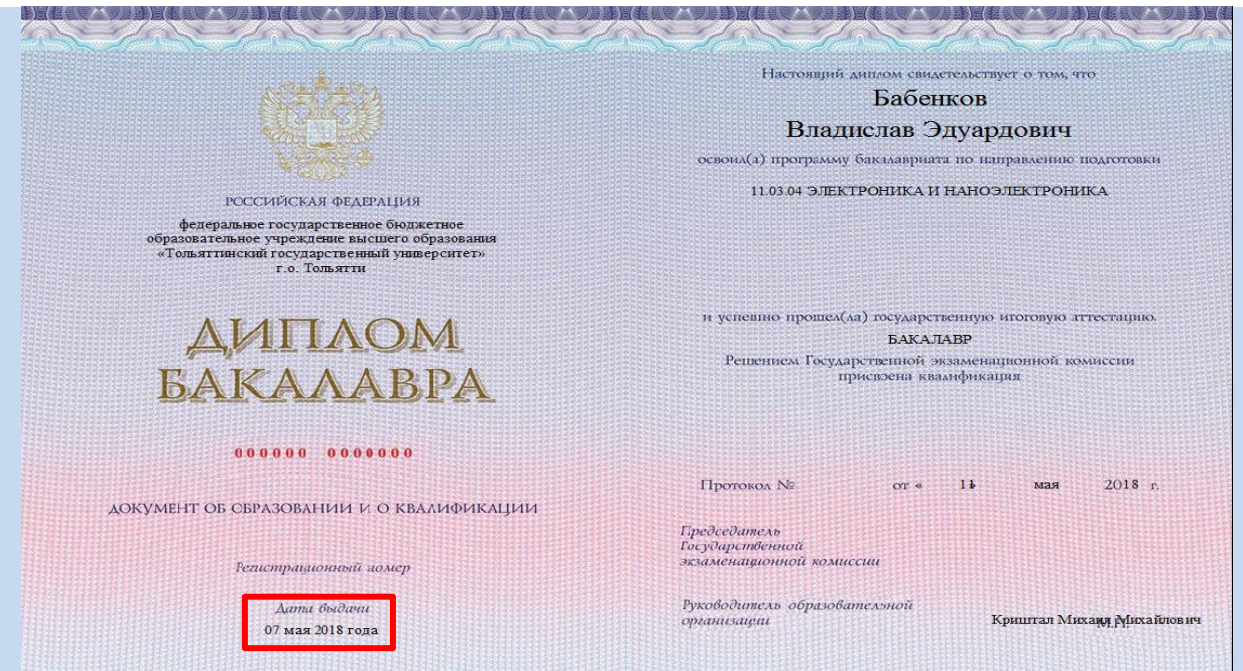 РОССИЙСКАЯ ФЕДЕРАЦИЯ
федеральное государственное бюджетное
образовательное учреждение высшего образования
«Тольяттинский государственный университет»
г.о. Тольятти
ДИПЛОМ
БАКАЛАВРА
000000 0000000
ДОКУМЕНТ ОБ ОБРАЗОВАНИИ И О КВАЛИФИКАЦИИ
Регистрационный номер
Дата выдачи
07 мая 2018 года
Настоящий диплом свидетельствует о том, что
Бабенков
Владислав Эдуардович
освоил(а) программу бакалавриата по направлению подготовки
11.03.04 ЭЛЕКТРОНИКА И НАНОЭЛЕКТРОНИКА
и успешно прошел(ла) государственную итоговую аттестацию.
БАКАЛАВР
Решением Государственной экзаменационной комиссии
присвоена квалификация
Протокол № от « 11 мая 2018 г.
Председатель
Государственной
экзаменационной комиссии
Руководитель образовательной
организации
Криштал Михаил Михайлович
М.П.